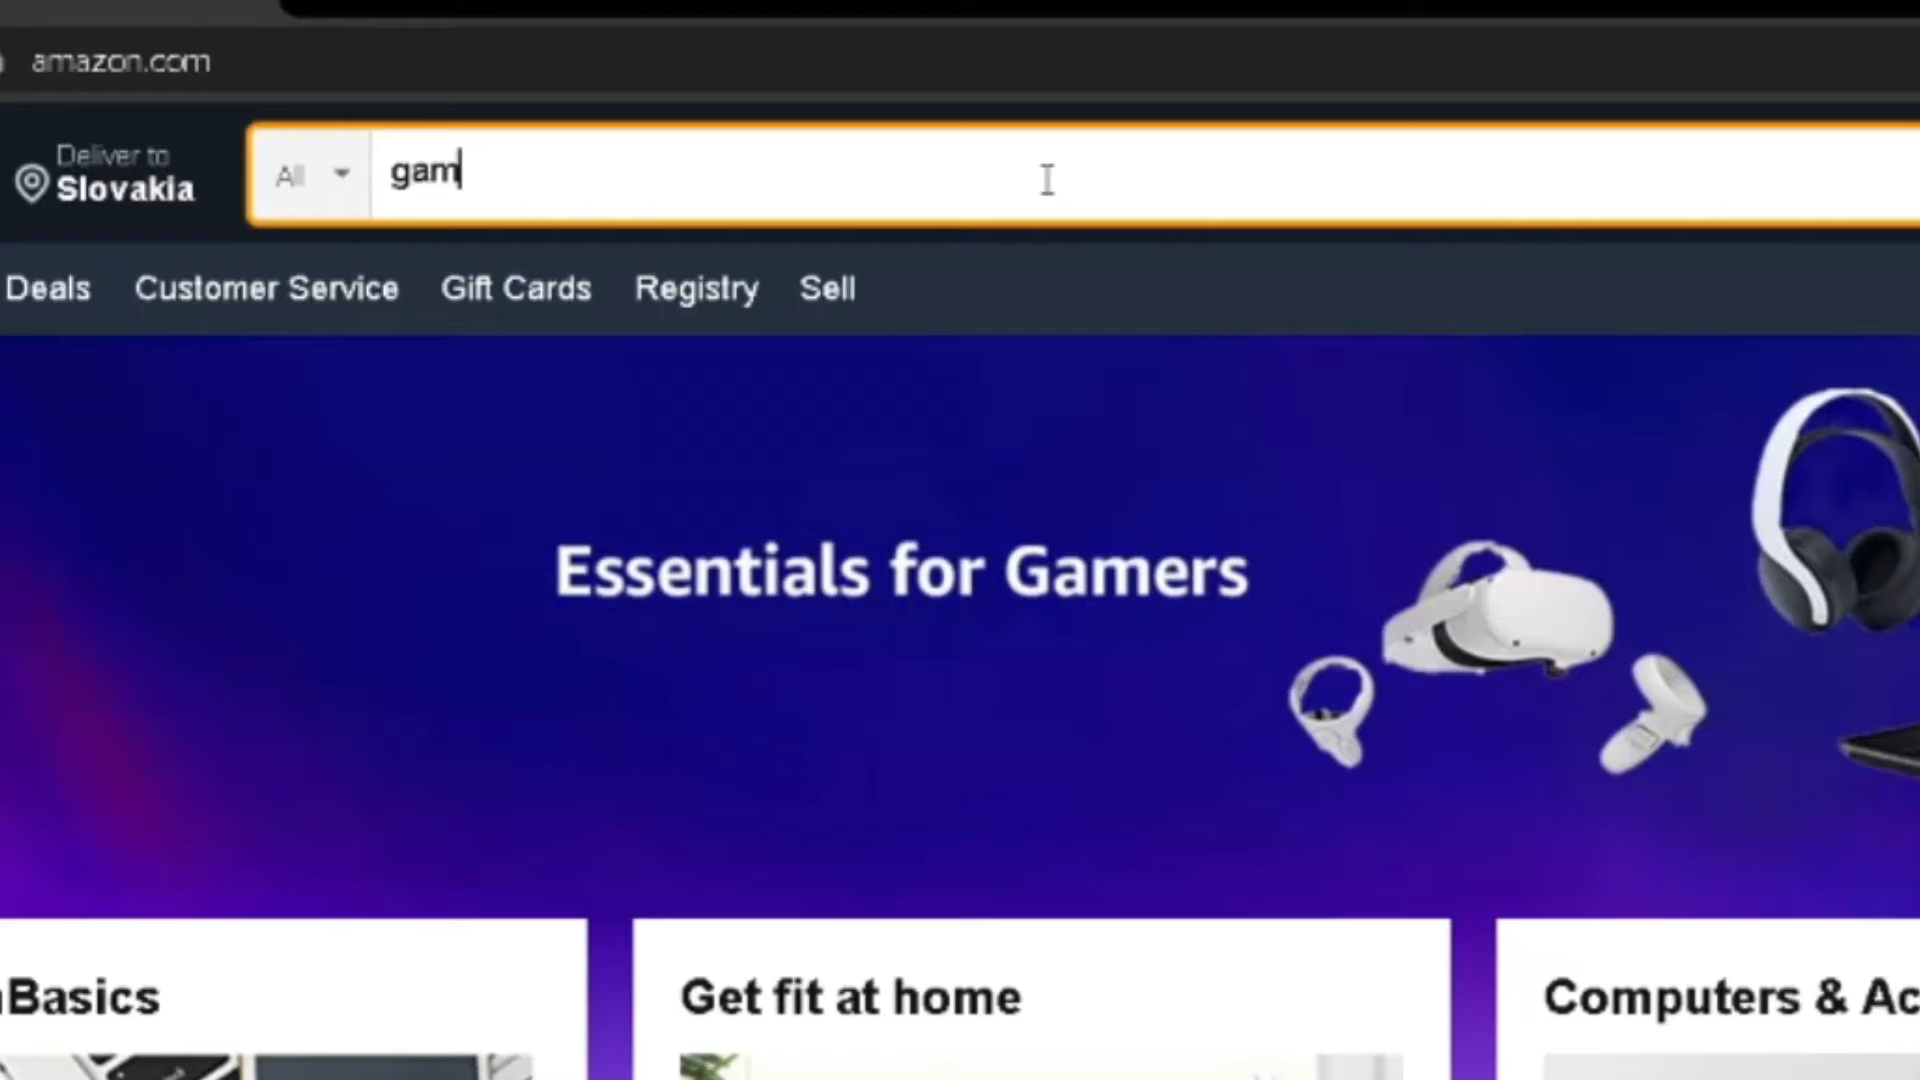 amazon.com
Deliver to
Slovakia
All
gam
Deals Customer Service Gift Cards Registry Sell
Essentials for Gamers
Basics
Get fit at home
Computers & Ac